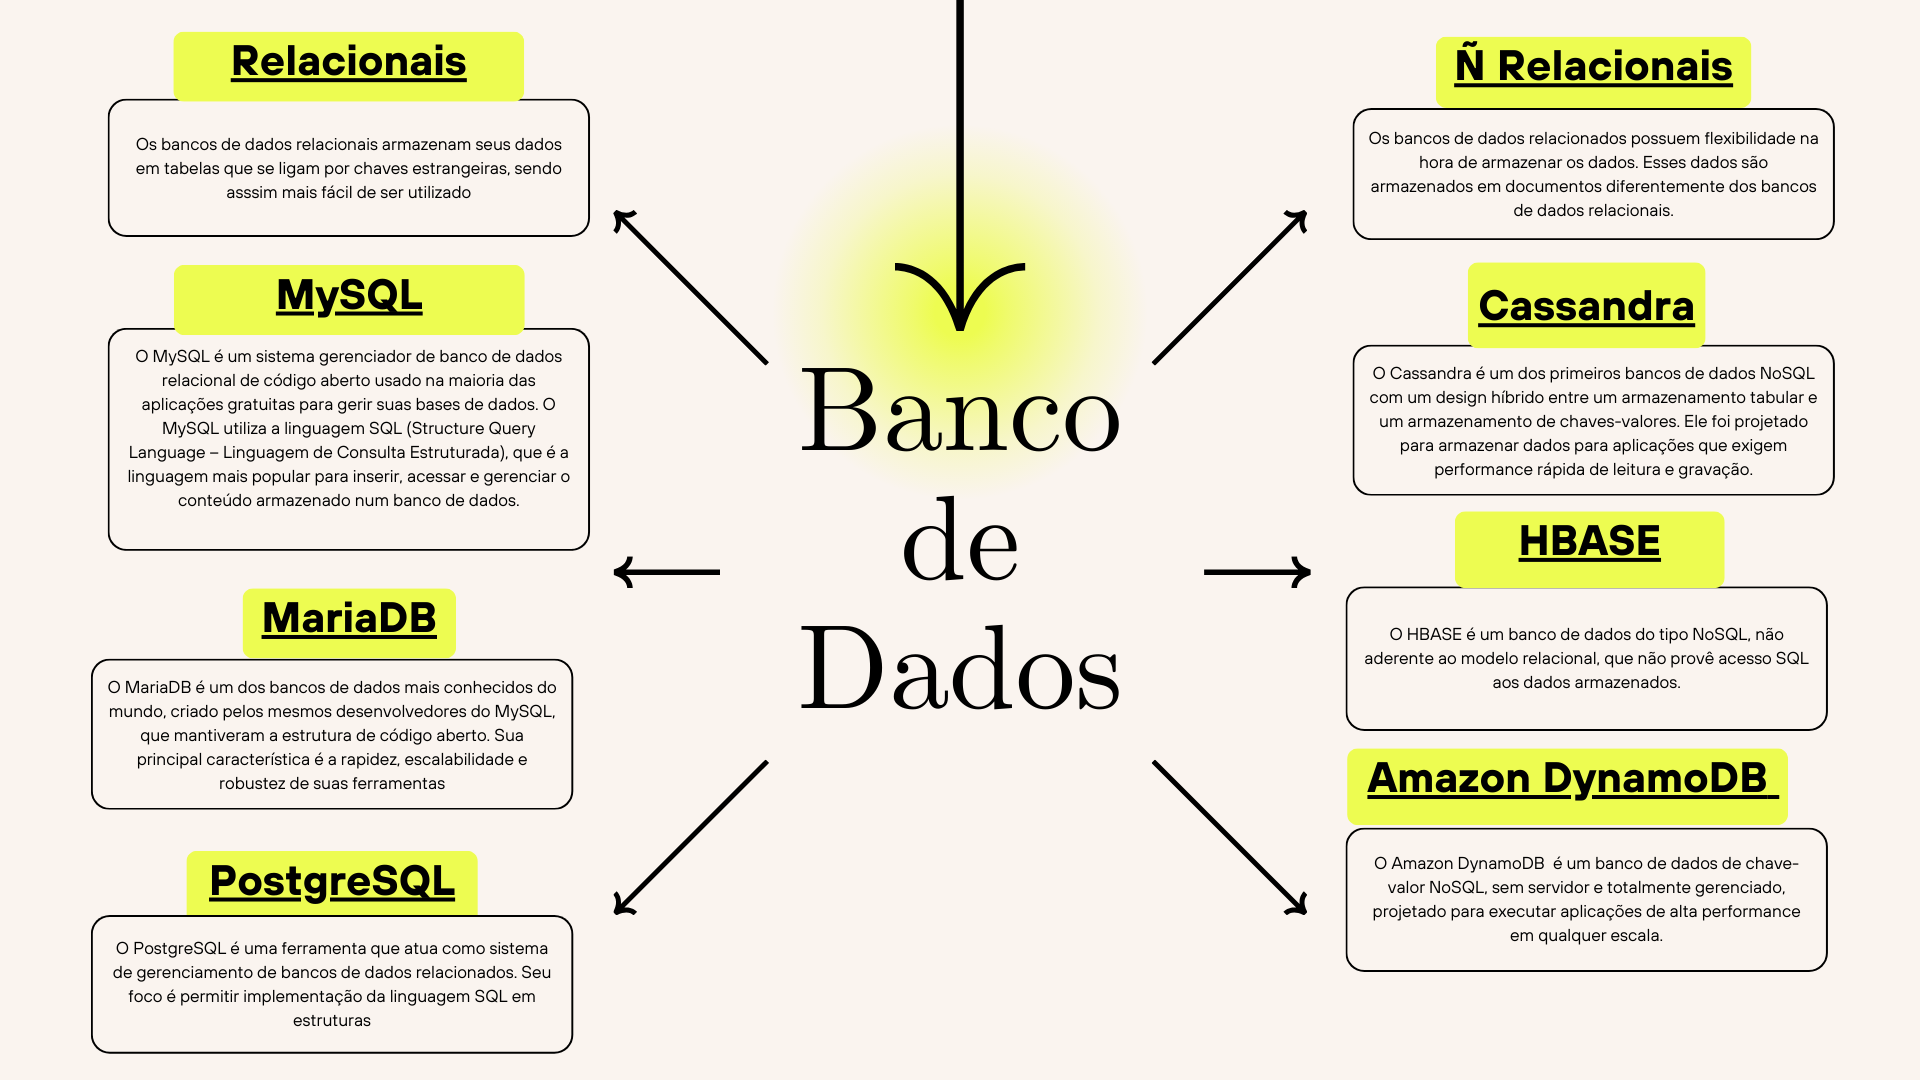 Relacionais
Os bancos de dados relacionais armazenam seus dados
em tabelas que se ligam por chaves estrangeiras, sendo
asssim mais fácil de ser utilizado
MySQL
O MySQL é um sistema gerenciador de banco de dados
relacional de código aberto usado na maioria das
aplicações gratuitas para gerir suas bases de dados. O
MySQL utiliza a linguagem SQL (Structure Query
Language – Linguagem de Consulta Estruturada), que é a
linguagem mais popular para inserir, acessar e gerenciar o
conteúdo armazenado num banco de dados.
MariaDB
O MariaDB é um dos bancos de dados mais conhecidos do
mundo, criado pelos mesmos desenvolvedores do MySQL,
que mantiveram a estrutura de código aberto. Sua
principal característica é a rapidez, escalabilidade e
robustez de suas ferramentas
PostgreSQL
O PostgreSQL é uma ferramenta que atua como sistema
de gerenciamento de bancos de dados relacionados. Seu
foco é permitir implementação da linguagem SQL em
estruturas
Banco
de
Dados
Ñ Relacionais
Os bancos de dados relacionados possuem flexibilidade na
hora de armazenar os dados. Esses dados são
armazenados em documentos diferentemente dos bancos
de dados relacionais.
Cassandra
O Cassandra é um dos primeiros bancos de dados NoSQL
com um design híbrido entre um armazenamento tabular e
um armazenamento de chaves-valores. Ele foi projetado
para armazenar dados para aplicações que exigem
performance rápida de leitura e gravação.
HBASE
O HBASE é um banco de dados do tipo NoSQL, não
aderente ao modelo relacional, que não provê acesso SQL
aos dados armazenados.
Amazon DynamoDB
O Amazon DynamoDB  é um banco de dados de chave-
valor NoSQL, sem servidor e totalmente gerenciado,
projetado para executar aplicações de alta performance
em qualquer escala.